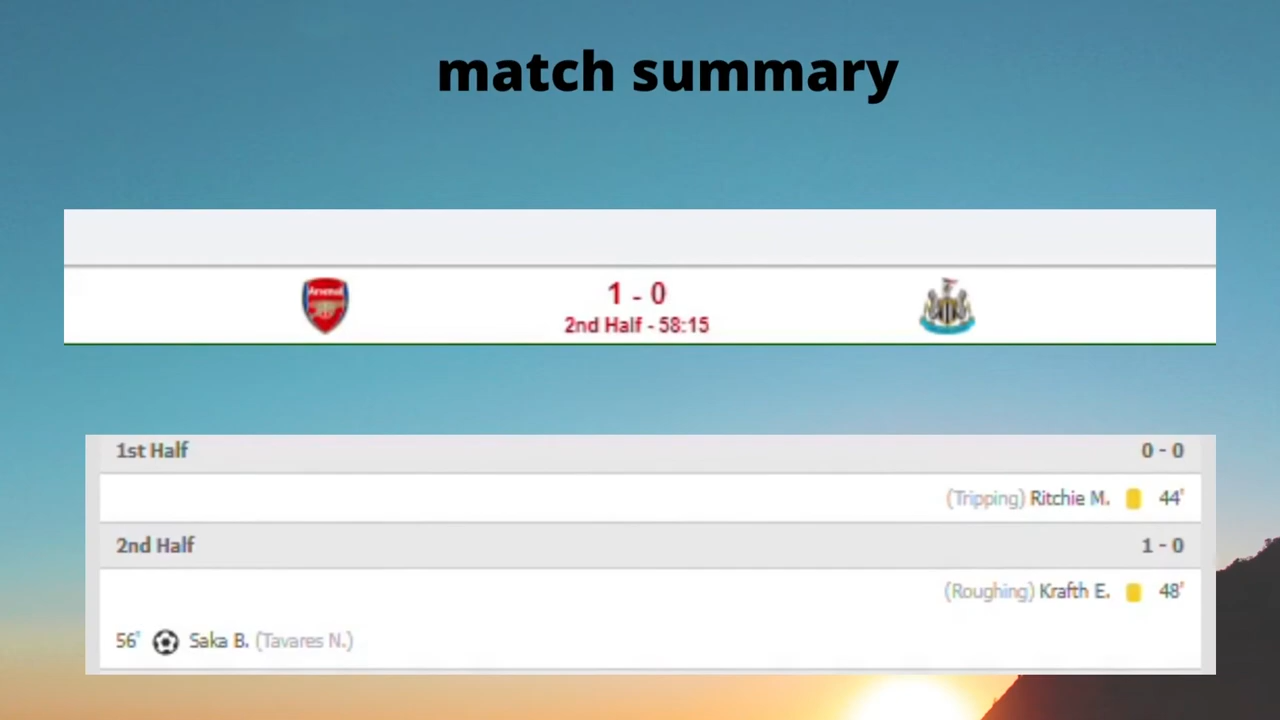 match summary
Arsenal
1 - 0
2nd Half - 58:15
1st Half 0 - 0
(Tripping) Ritchie M. 44'
2nd Half 1 - 0
(Roughing) Krafth E. 48'
56' Saka B. (Tavares N.)